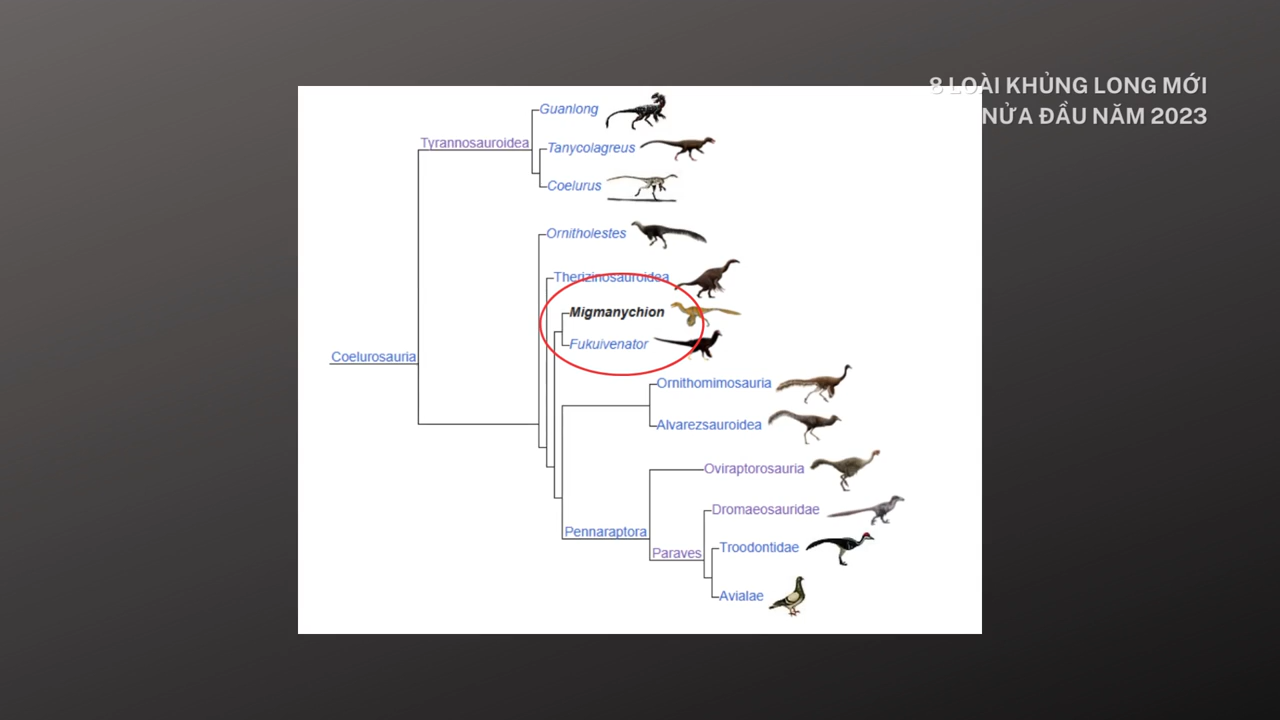 8 LOÀI KHỦNG LONG MỚI
NỬA ĐẦU NĂM 2023
Guanlong
Tyrannosauroidea
Tanycolagreus
Coelurus
Ornitholestes
Therizinosauroidea
Migmanychion
Fukuivenator
Coelurosauria
Ornithomimosauria
Alvarezsauroidea
Oviraptorosauria
Dromaeosauridae
Pennaraptora
Troodontidae
Paraves
Avialae